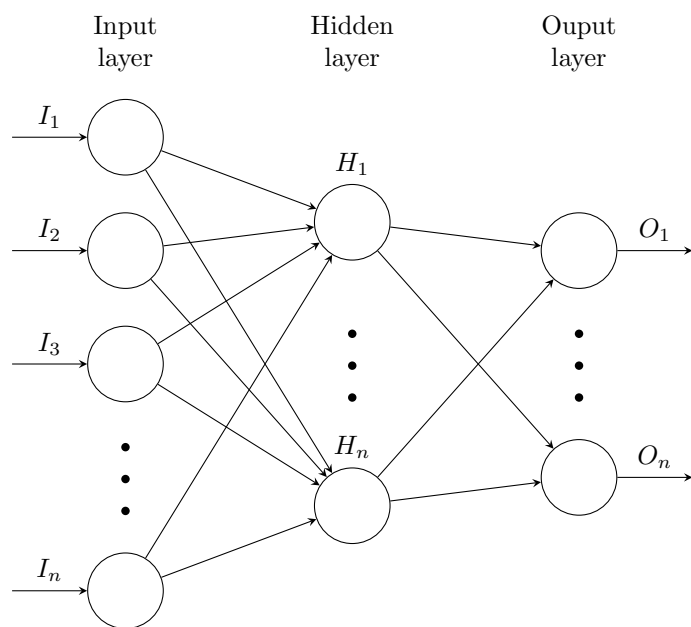 Input
layer
Hidden
layer
Ouput
layer
I₁
I₂
I₃
Iₙ
H₁
Hₙ
O₁
Oₙ